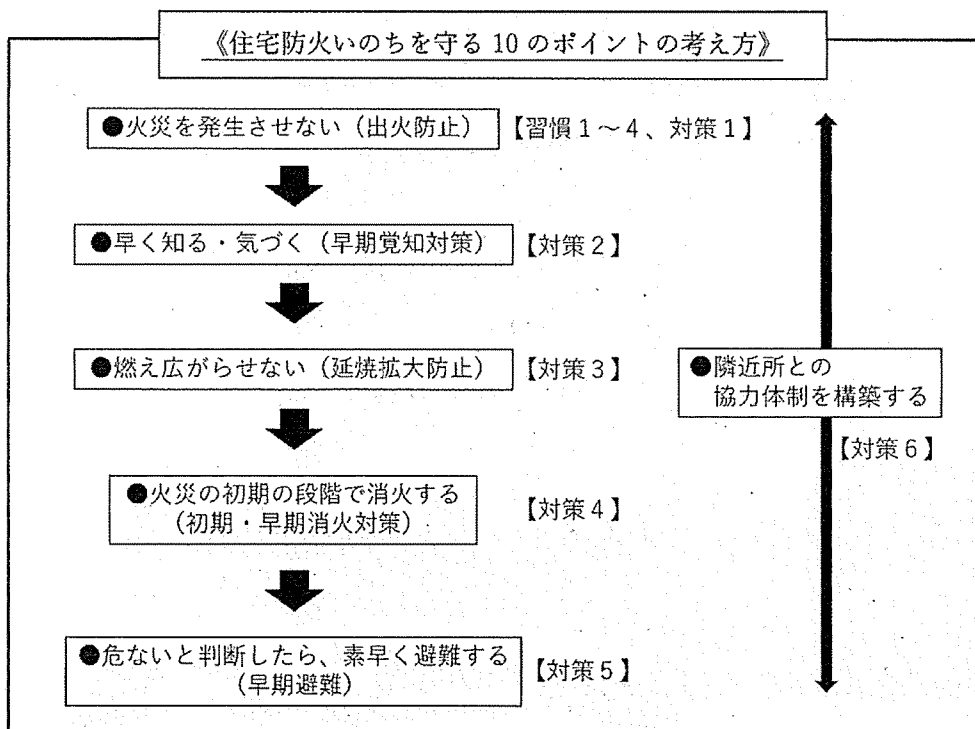 《住宅防火いのちを守る 10 のポイントの考え方》
●火災を発生させない（出火防止）
【習慣１～４、対策１】
●早く知る・気づく（早期覚知対策）
【対策２】
●燃え広がらせない（延焼拡大防止）
【対策３】
●隣近所との
協力体制を構築する
【対策６】
●火災の初期の段階で消火する
（初期・早期消火対策）
【対策４】
●危ないと判断したら、素早く避難する
（早期避難）
【対策５】